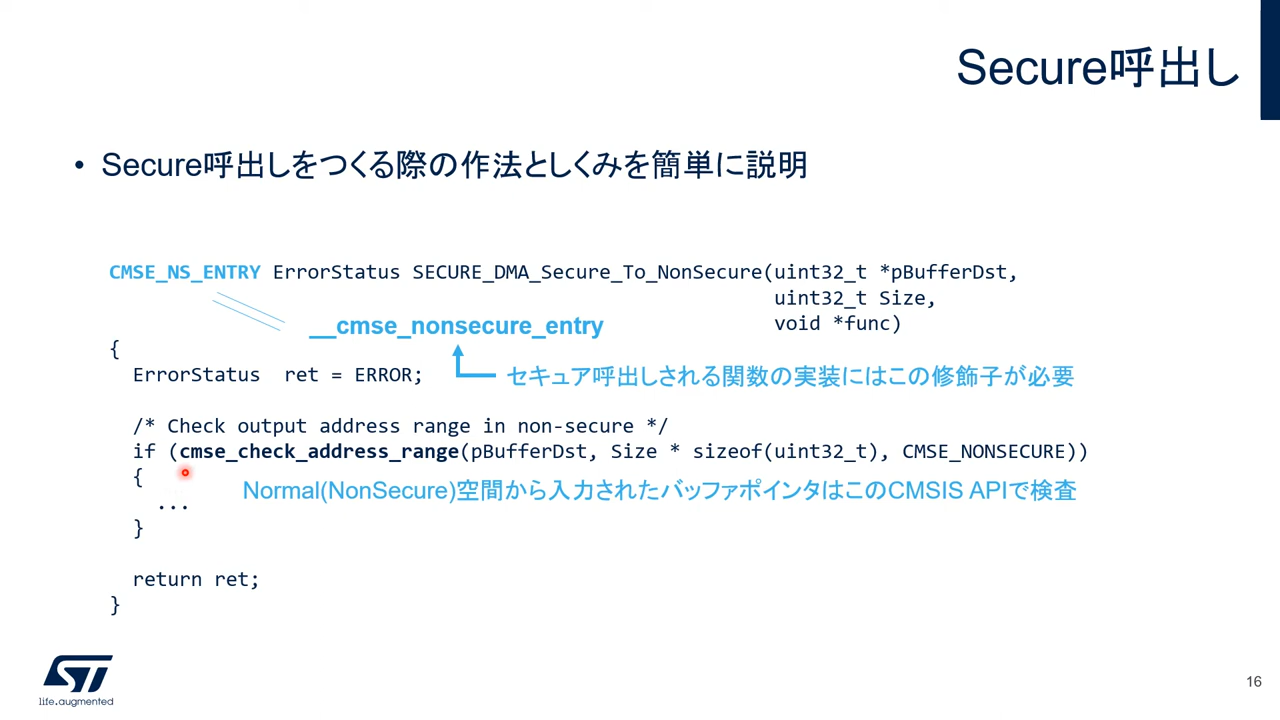 Secure呼出し
• Secure呼出しをつくる際の作法としくみを簡単に説明
CMSE_NS_ENTRY ErrorStatus SECURE_DMA_Secure_To_NonSecure(uint32_t *pBufferDst,
uint32_t Size,
__cmse_nonsecure_entry
void *func)
{
ErrorStatus ret = ERROR;
セキュア呼出しされる関数の実装にはこの修飾子が必要
/* Check output address range in non-secure */
if (cmse_check_address_range(pBufferDst, Size * sizeof(uint32_t), CMSE_NONSECURE))
{
Normal(NonSecure)空間から入力されたバッファポインタはこのCMSIS APIで検査
...
}
return ret;
}
ST
life.augmented
16